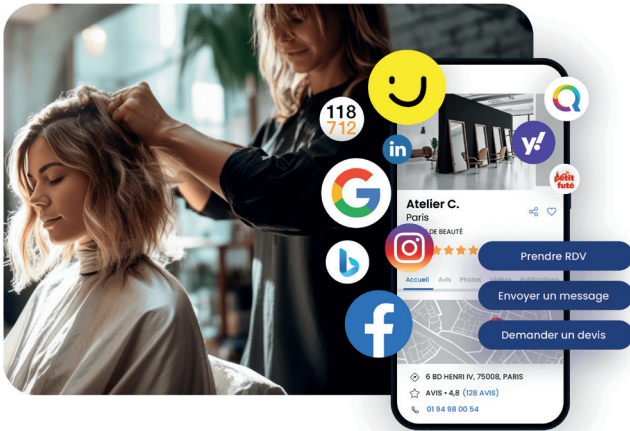 118
712
in
y!
petit
futé
G
f
Atelier C.
Paris
DE BEAUTÉ
Prendre RDV
Accueil Avis Photos Vidéos Publications
Envoyer un message
Demander un devis
6 BD HENRI IV, 75008, PARIS
AVIS • 4,8 (128 AVIS)
01 94 98 00 54